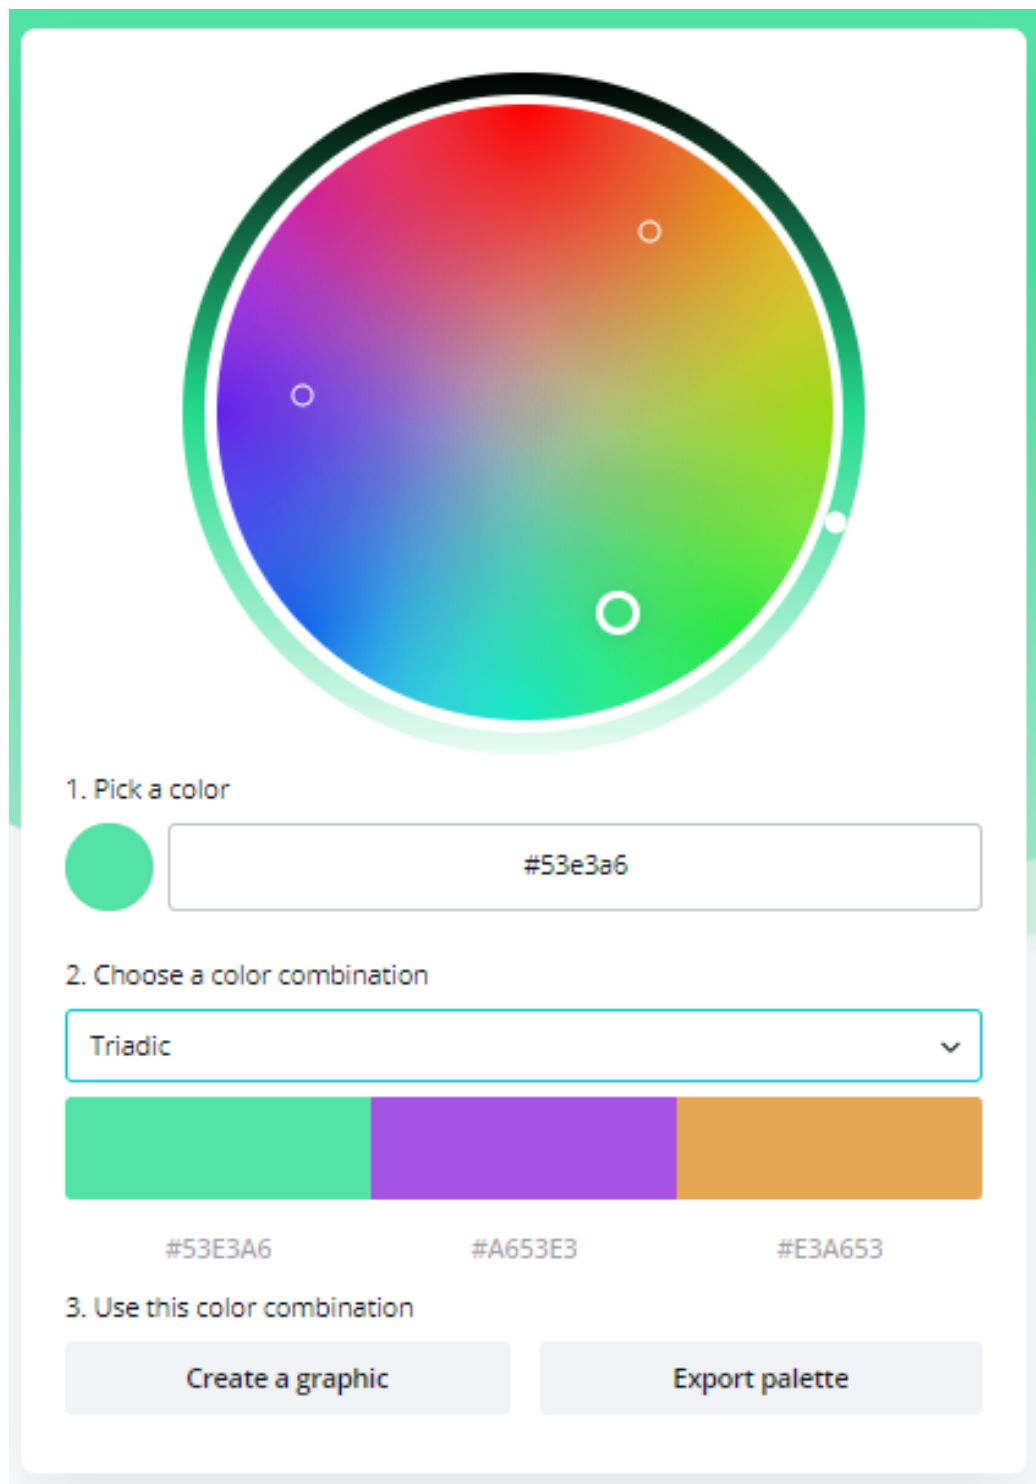 1. Pick a color
#53e3a6
2. Choose a color combination
Triadic
#53E3A6 #A653E3 #E3A653
3. Use this color combination
Create a graphic Export palette